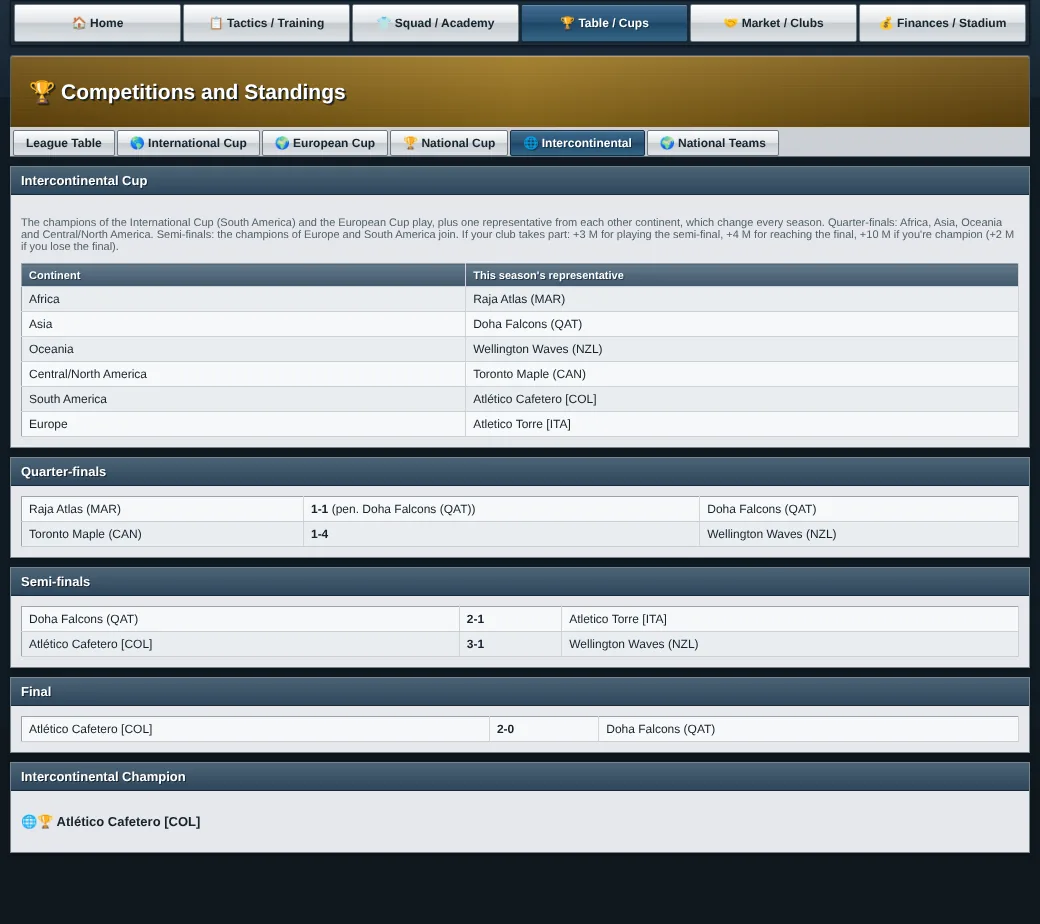 🏠 Home 📋 Tactics / Training 👕 Squad / Academy 🏆 Table / Cups 🤝 Market / Clubs 💰 Finances / Stadium
🏆 Competitions and Standings
League Table 🌎 International Cup 🌍 European Cup 🏆 National Cup 🌐 Intercontinental 🌍 National Teams
Intercontinental Cup
The champions of the International Cup (South America) and the European Cup play, plus one representative from each other continent, which change every season. Quarter-finals: Africa, Asia, Oceania
and Central/North America. Semi-finals: the champions of Europe and South America join. If your club takes part: +3 M for playing the semi-final, +4 M for reaching the final, +10 M if you're champion (+2 M
if you lose the final).
Continent This season's representative
Africa Raja Atlas (MAR)
Asia Doha Falcons (QAT)
Oceania Wellington Waves (NZL)
Central/North America Toronto Maple (CAN)
South America Atlético Cafetero [COL]
Europe Atletico Torre [ITA]
Quarter-finals
Raja Atlas (MAR) 1-1 (pen. Doha Falcons (QAT)) Doha Falcons (QAT)
Toronto Maple (CAN) 1-4 Wellington Waves (NZL)
Semi-finals
Doha Falcons (QAT) 2-1 Atletico Torre [ITA]
Atlético Cafetero [COL] 3-1 Wellington Waves (NZL)
Final
Atlético Cafetero [COL] 2-0 Doha Falcons (QAT)
Intercontinental Champion
🌐🏆 Atlético Cafetero [COL]